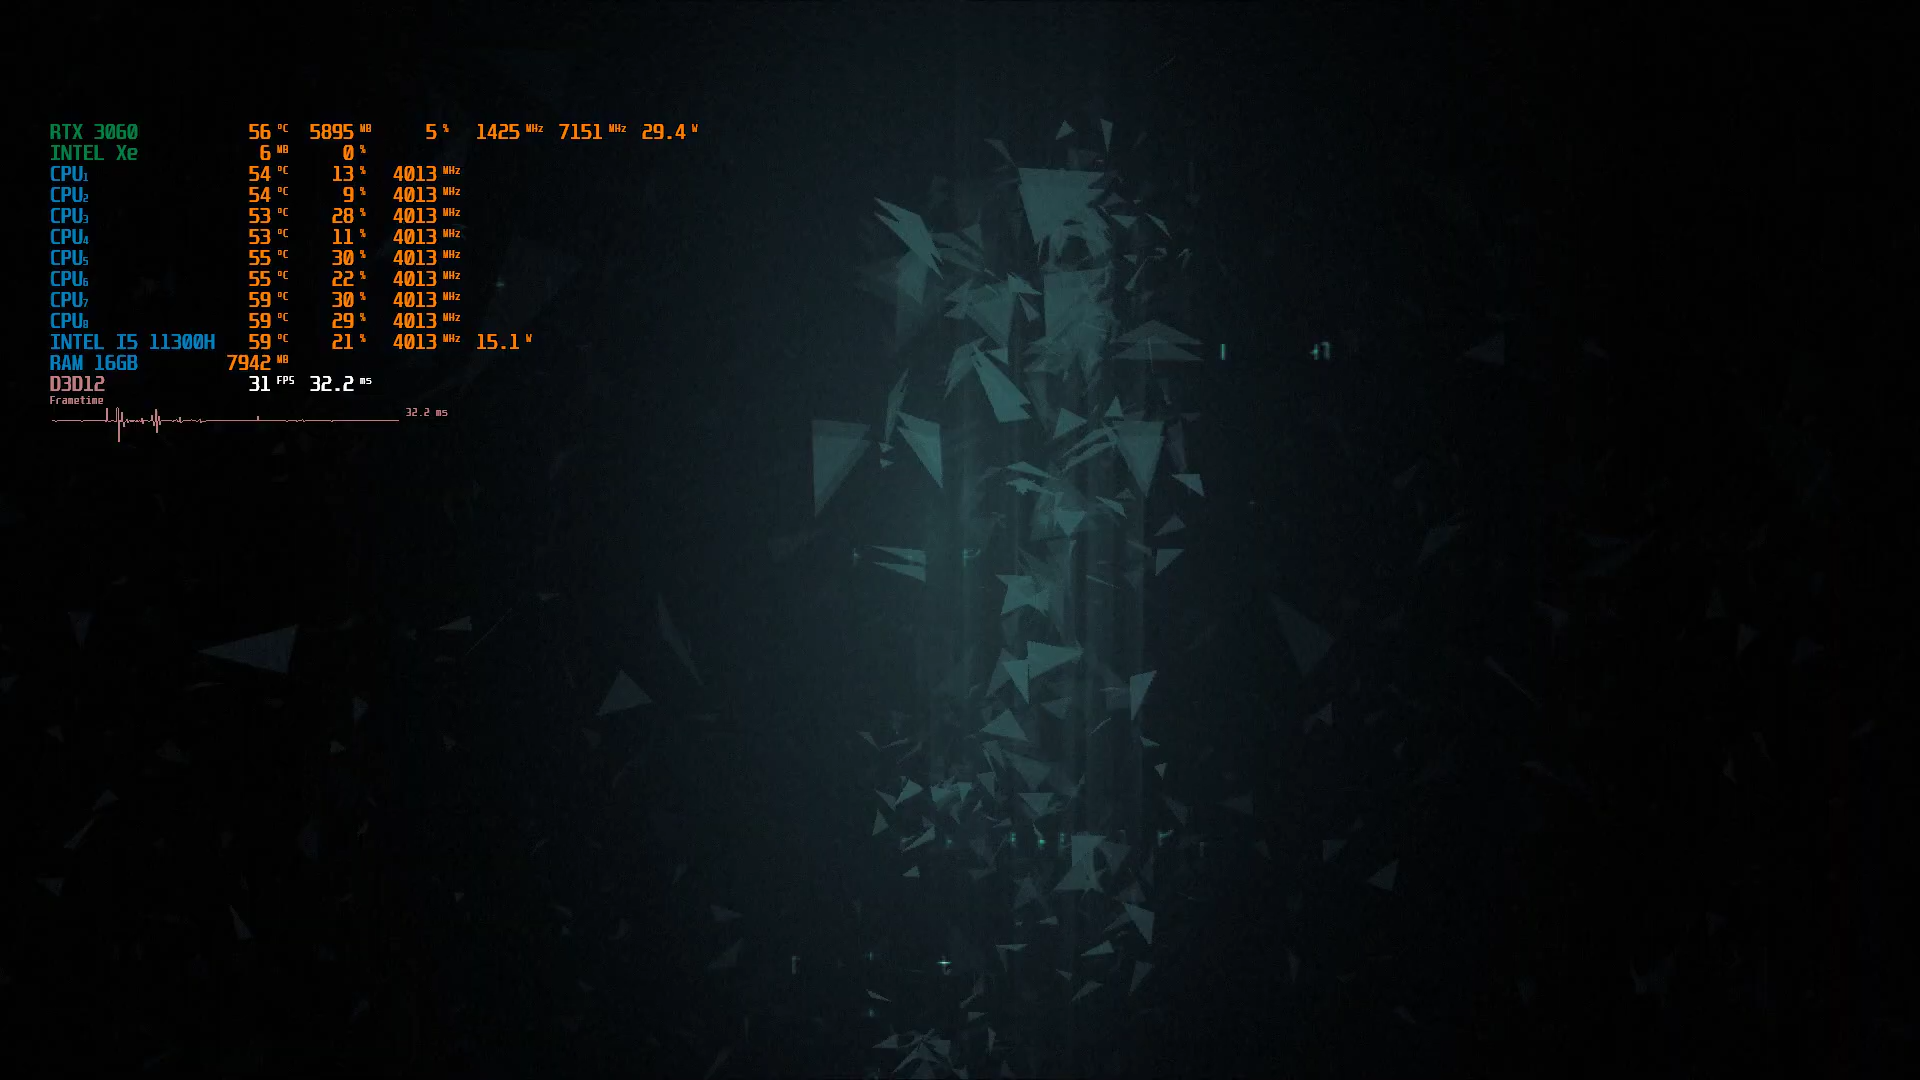 RTX 3060 56 °C 5895 MB 5 % 1425 MHz 7151 MHz 29.4 W
INTEL Xe 6 MB 0 %
CPU1 54 °C 13 % 4013 MHz
CPU2 54 °C 9 % 4013 MHz
CPU3 53 °C 28 % 4013 MHz
CPU4 53 °C 11 % 4013 MHz
CPU5 55 °C 30 % 4013 MHz
CPU6 55 °C 22 % 4013 MHz
CPU7 59 °C 30 % 4013 MHz
CPU8 59 °C 29 % 4013 MHz
INTEL I5 11300H 59 °C 21 % 4013 MHz 15.1 W
RAM 16GB 7942 MB
D3D12 31 FPS 32.2 ms
Frametime
32.2 ms